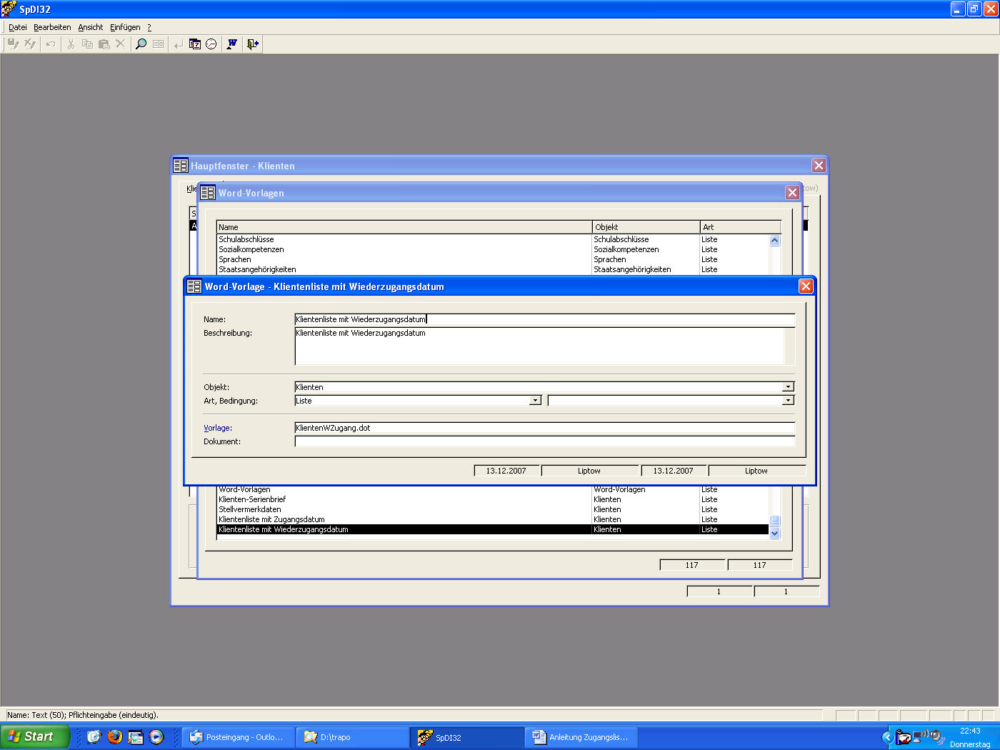 SpDI32
Datei Bearbeiten Ansicht Einfügen ?
Hauptfenster - Klienten
Word-Vorlagen
Name Objekt Art
Schulabschlüsse Schulabschlüsse Liste
Sozialkompetenzen Sozialkompetenzen Liste
Sprachen Sprachen Liste
Staatsangehörigkeiten Staatsangehörigkeiten Liste
Word-Vorlage - Klientenliste mit Wiederzugangsdatum
Name: Klientenliste mit Wiederzugangsdatum
Beschreibung: Klientenliste mit Wiederzugangsdatum
Objekt: Klienten
Art, Bedingung: Liste
Vorlage: KlientenWZugang.dot
Dokument:
13.12.2007 Liptow 13.12.2007 Liptow
Word-Vorlagen Word-Vorlagen Liste
Klienten-Serienbrief Klienten Liste
Stellvermerkdaten Klienten Liste
Klientenliste mit Zugangsdatum Klienten Liste
Klientenliste mit Wiederzugangsdatum Klienten Liste
117 117
1 1
Name: Text (50); Pflichteingabe (eindeutig).
Start Posteingang - Outlo... D:\trapo SpDI32 Anleitung Zugangslis... 22:43
Donnerstag